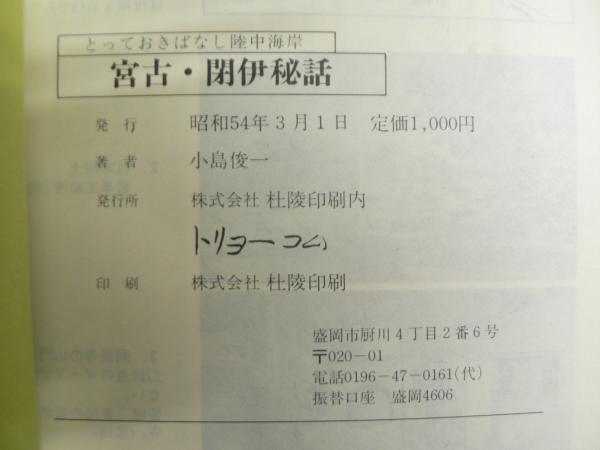 とっておきばなし陸中海岸
宮古・閉伊秘話
発行 昭和54年3月1日 定価1,000円
著者 小島俊一
発行所 株式会社 杜陵印刷内
トリョーコム
印刷 株式会社 杜陵印刷
盛岡市厨川4丁目2番6号
〒020-01
電話0196-47-0161(代)
振替口座 盛岡4606